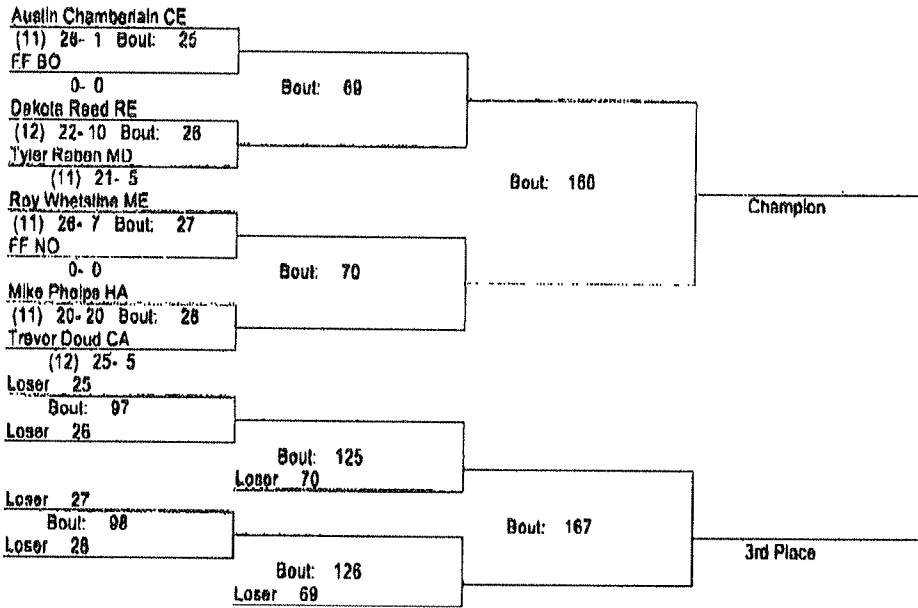 Austin Chamberlain CE
(11) 26- 1 Bout: 25
FF BO
0- 0
Dakota Reed RE
(12) 22- 10 Bout: 26
Tyler Raben MD
(11) 21- 5
Roy Whetsline ME
(11) 26- 7 Bout: 27
FF NO
0- 0
Mike Phelps HA
(11) 20- 20 Bout: 28
Trevor Doud CA
(12) 25- 5
Bout: 69
Bout: 70
Bout: 166
Champion
Loser 25
Bout: 97
Loser 26
Loser 27
Bout: 98
Loser 28
Bout: 125
Loser 70
Bout: 126
Loser 69
Bout: 167
3rd Place